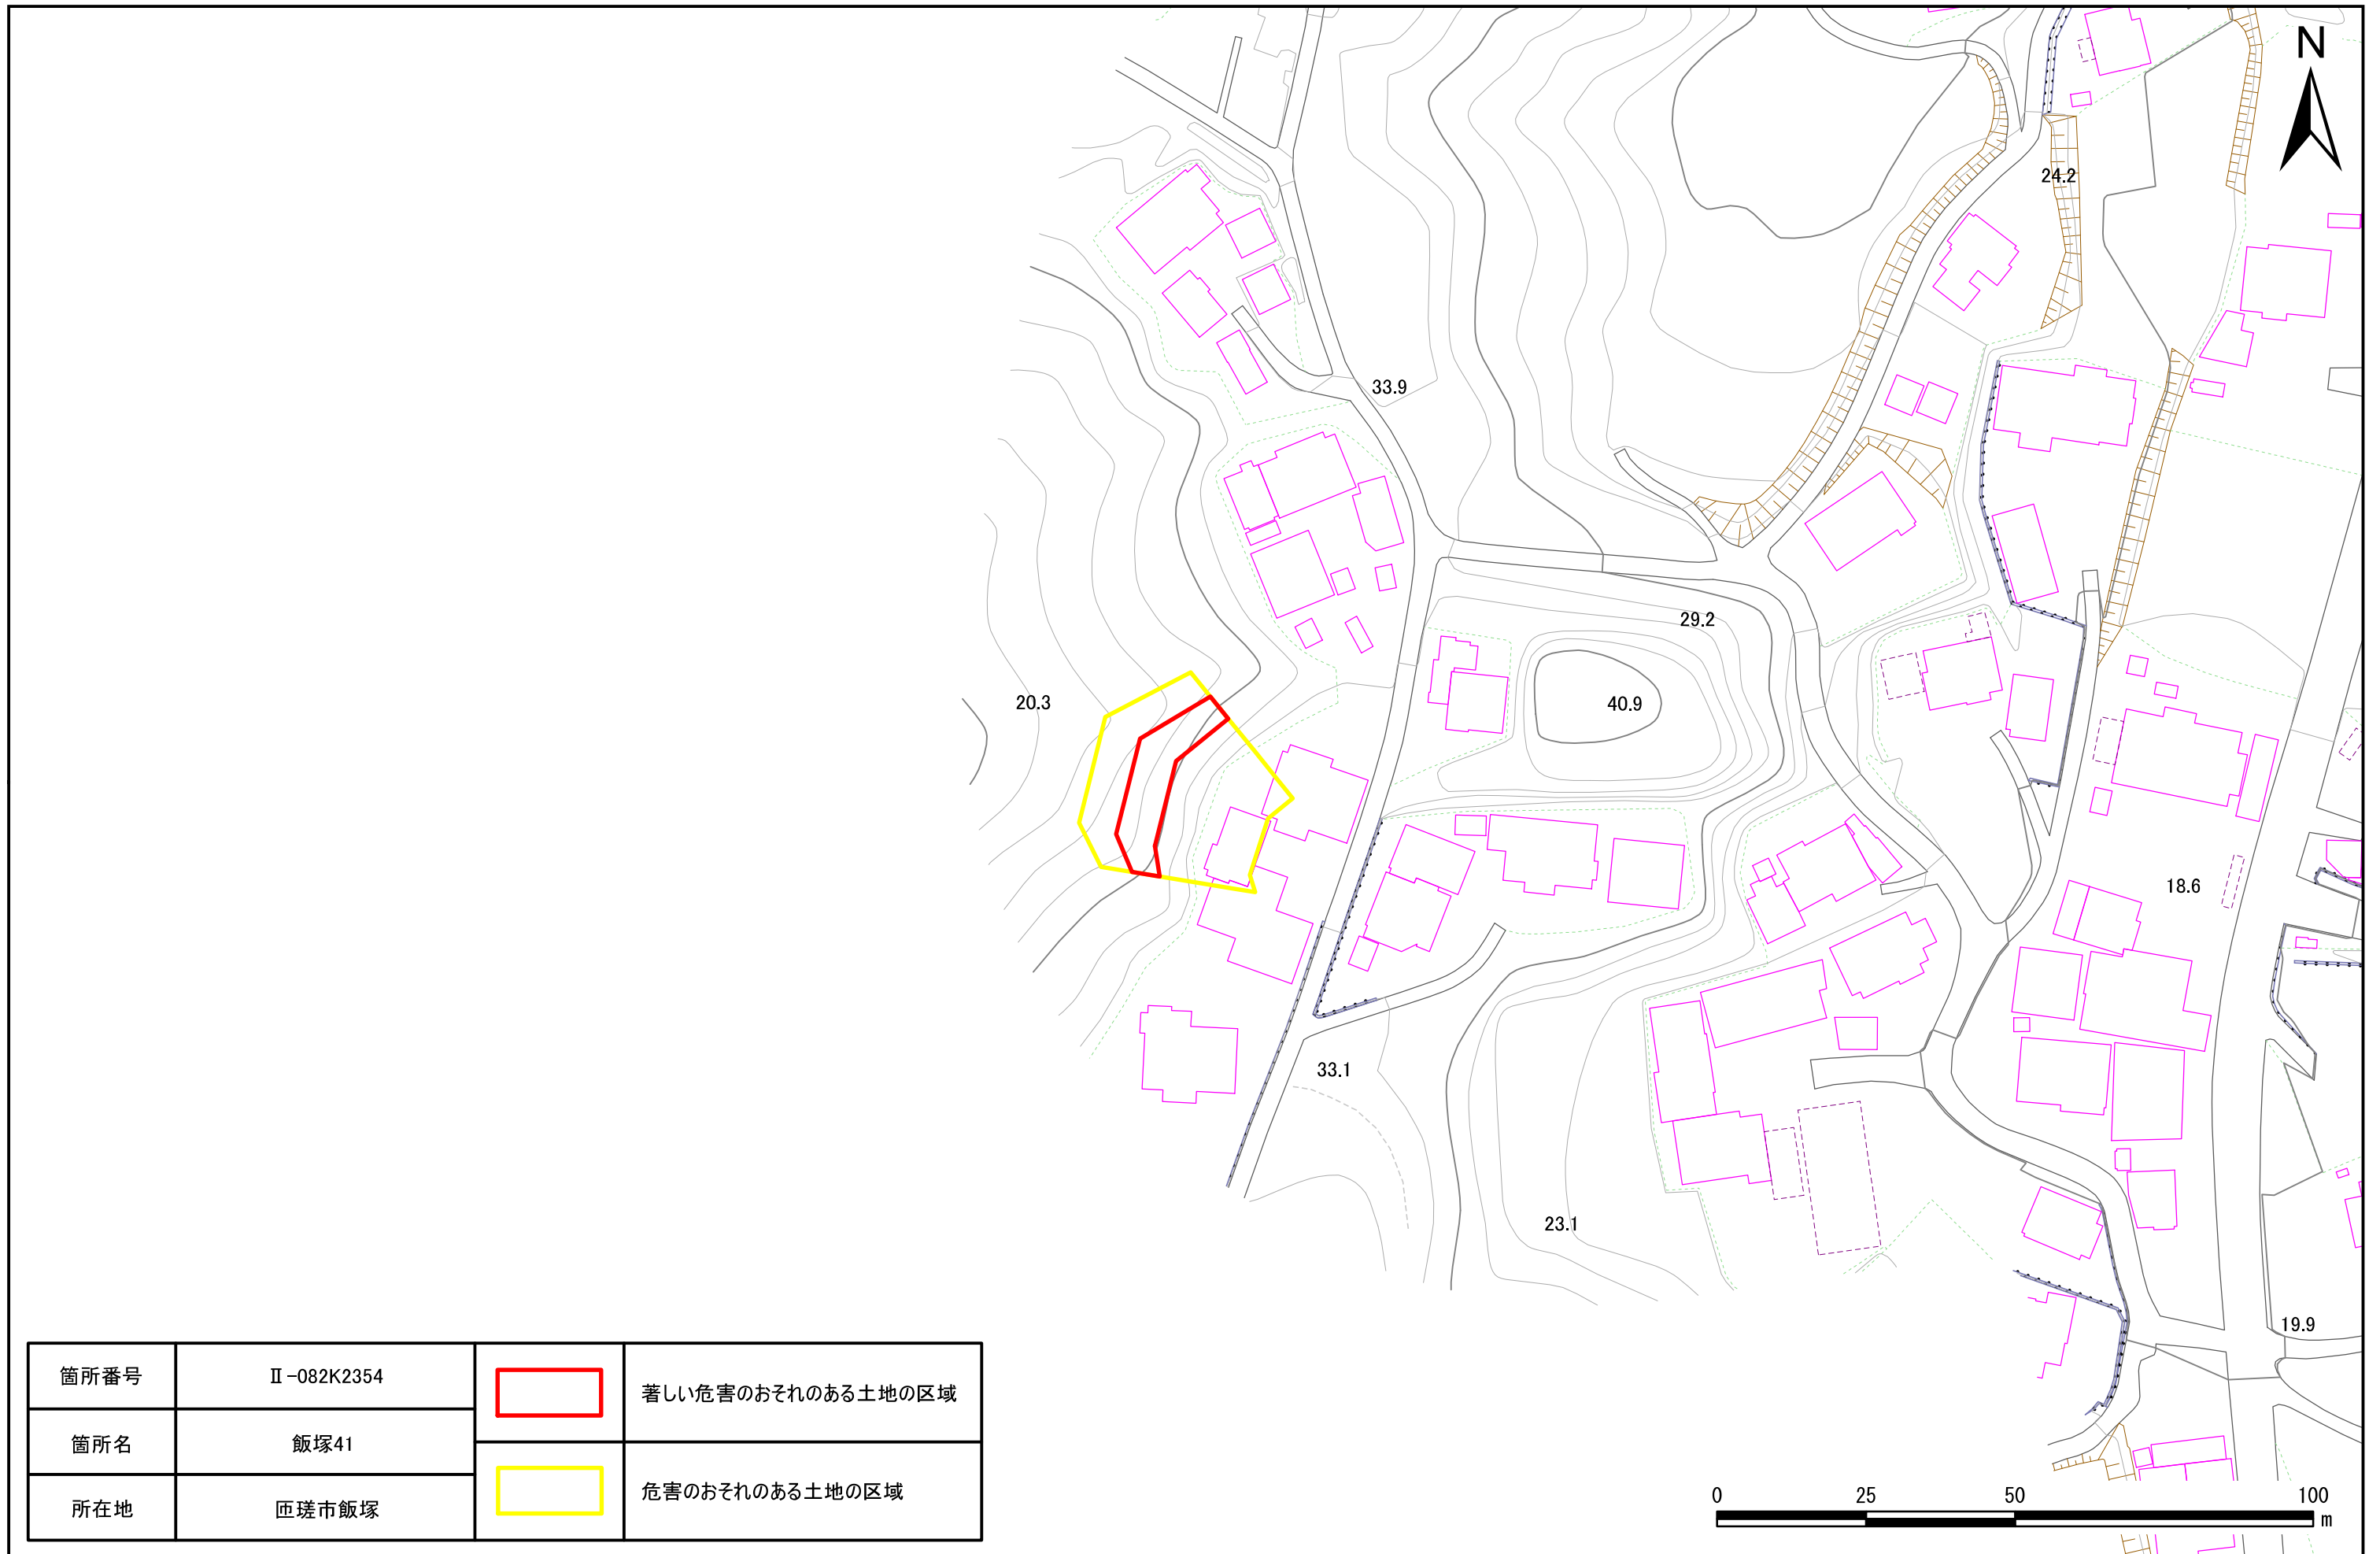 N
24.2
33.9
29.2
20.3
40.9
18.6
33.1
23.1
19.9
箇所番号 Ⅱ-082K2354
箇所名 飯塚41
所在地 匝瑳市飯塚
著しい危害のおそれのある土地の区域
危害のおそれのある土地の区域
0 25 50 100
m